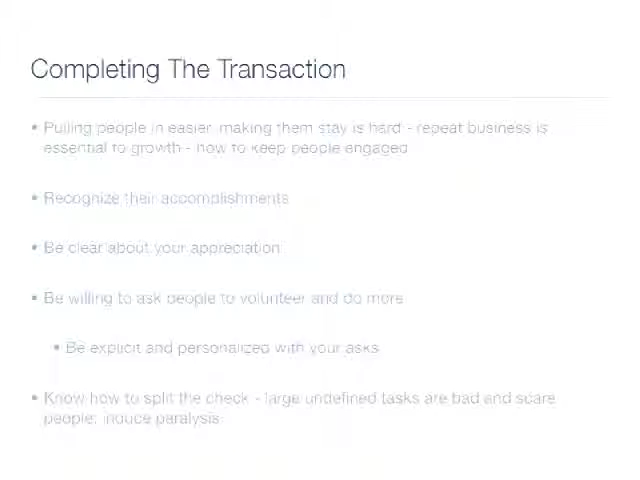 Completing The Transaction
• Pulling people in easier, making them stay is hard - repeat business is
essential to growth - how to keep people engaged
• Recognize their accomplishments
• Be clear about your appreciation
• Be willing to ask people to volunteer and do more
• Be explicit and personalized with your asks
• Know how to split the check - large undefined tasks are bad and scare
people; induce paralysis